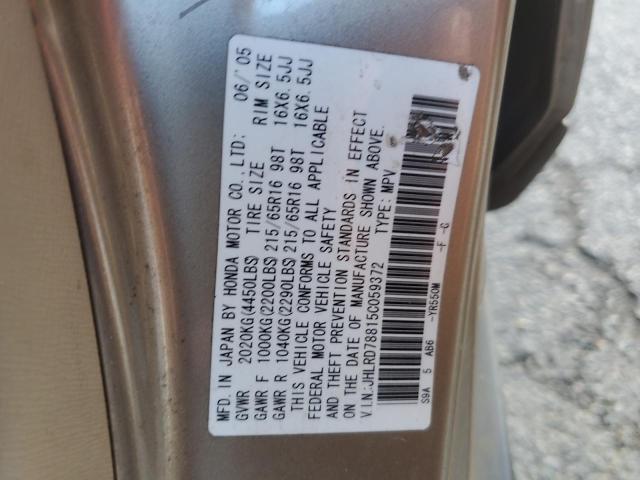 MFD. IN JAPAN BY HONDA MOTOR CO., LTD; 06/'05
GVWR 2020KG(4450LBS) TIRE SIZE RIM SIZE
GAWR F 1000KG(2200LBS) 215/65R16 98T 16X6.5JJ
GAWR R 1040KG(2290LBS) 215/65R16 98T 16X6.5JJ
THIS VEHICLE CONFORMS TO ALL APPLICABLE
FEDERAL MOTOR VEHICLE SAFETY
AND THEFT PREVENTION STANDARDS IN EFFECT
ON THE DATE OF MANUFACTURE SHOWN ABOVE.
V.I.N.:JHLRD78815C059372 TYPE: MPV
S9A 5 AB6 -YR550M -F -G